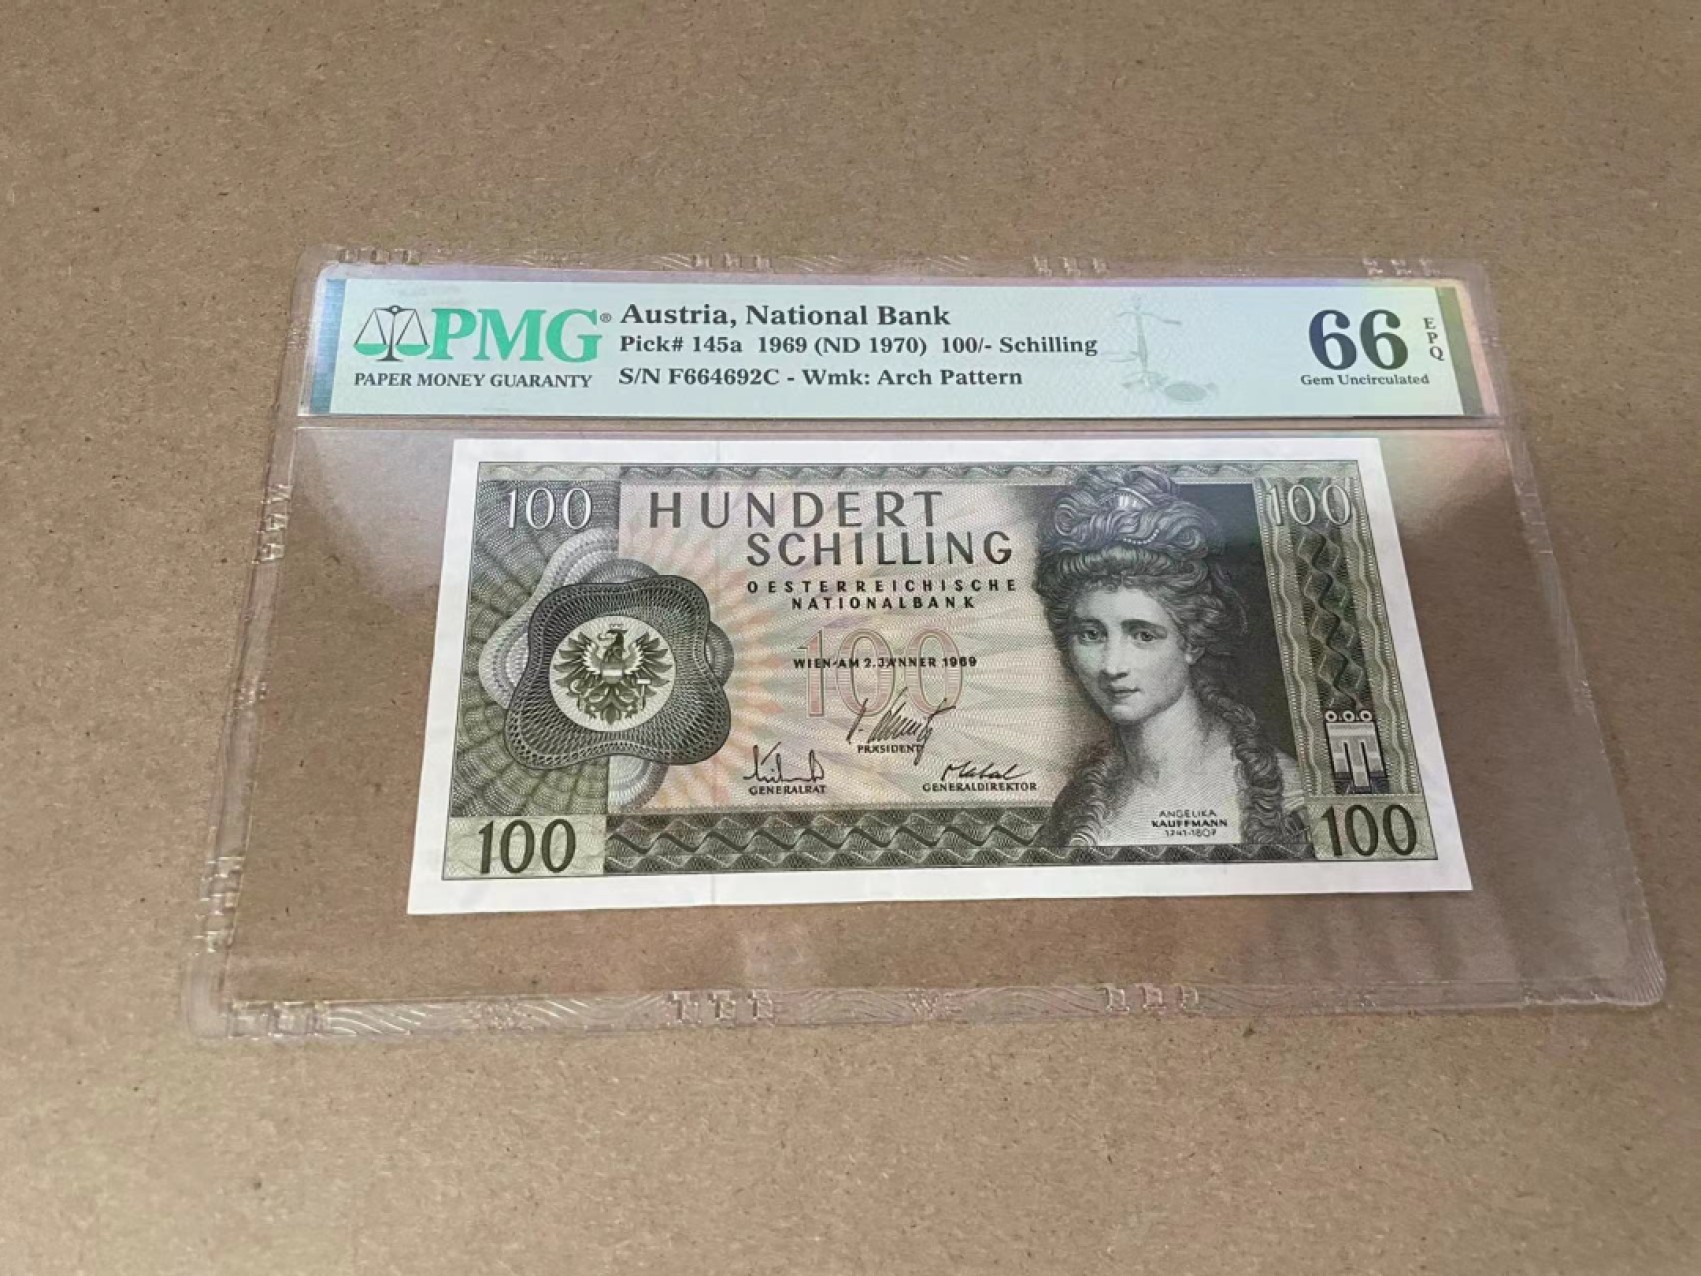 PMG®
PAPER MONEY GUARANTY
Austria, National Bank
Pick# 145a 1969 (ND 1970) 100/- Schilling
S/N F664692C - Wmk: Arch Pattern
66
EPQ
Gem Uncirculated
100
HUNDERT
SCHILLING
100
OESTERREICHISCHE
NATIONALBANK
100
WIEN·AM 2. JÄNNER 1969
PRÄSIDENT
GENERALRAT
GENERALDIREKTOR
ANGELIKA
KAUFFMANN
1741-1807
100
100